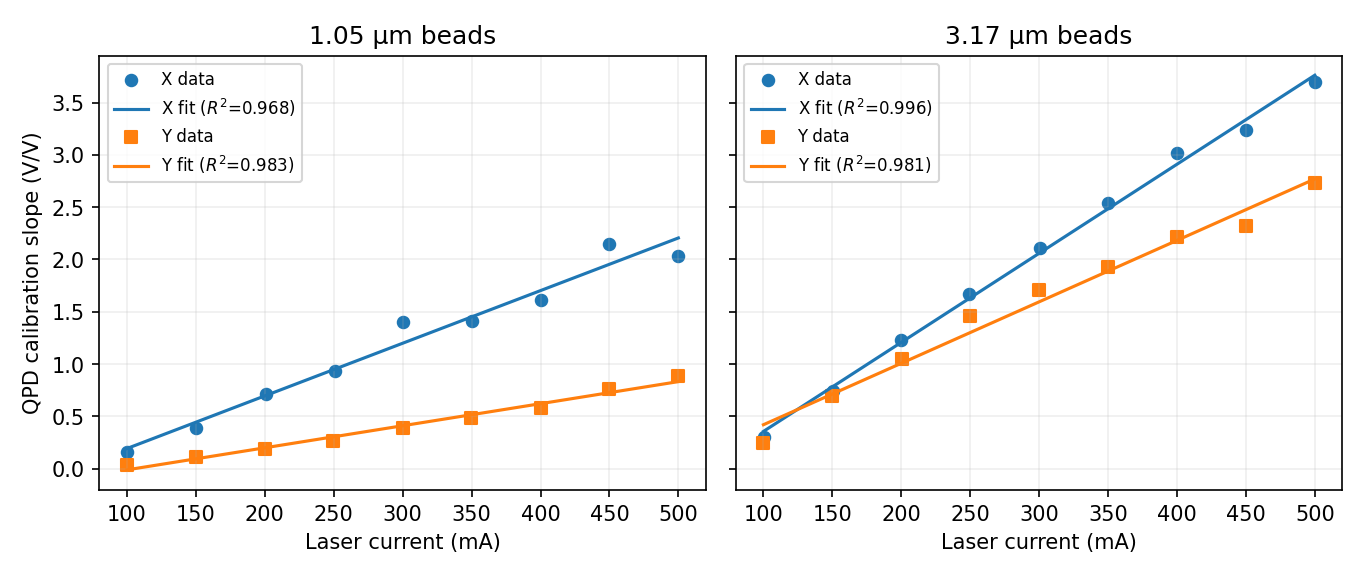 1.05 µm beads
3.17 µm beads
QPD calibration slope (V/V)
3.5
3.0
2.5
2.0
1.5
1.0
0.5
0.0
X data
X fit (R²=0.968)
Y data
Y fit (R²=0.983)
100 150 200 250 300 350 400 450 500
Laser current (mA)
X data
X fit (R²=0.996)
Y data
Y fit (R²=0.981)
100 150 200 250 300 350 400 450 500
Laser current (mA)